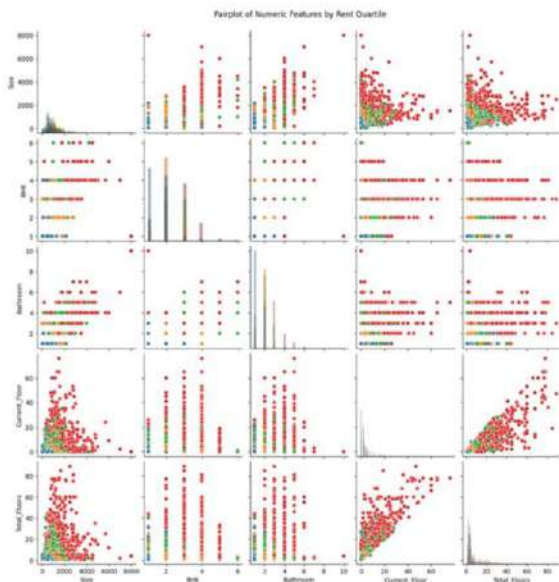 Pairplot of Numeric Features by Rent Quartile
8000
6000
4000
2000
0
Size
6
5
4
3
2
1
BHK
10
8
6
4
2
Bathroom
60
40
20
0
Current_Floor
80
60
40
20
0
Total_Floors
0 2000 4000 6000 8000
Size
2 4 6
BHK
2 4 6 8 10
Bathroom
0 20 40 60
Current_Floor
0 20 40 60 80
Total_Floors